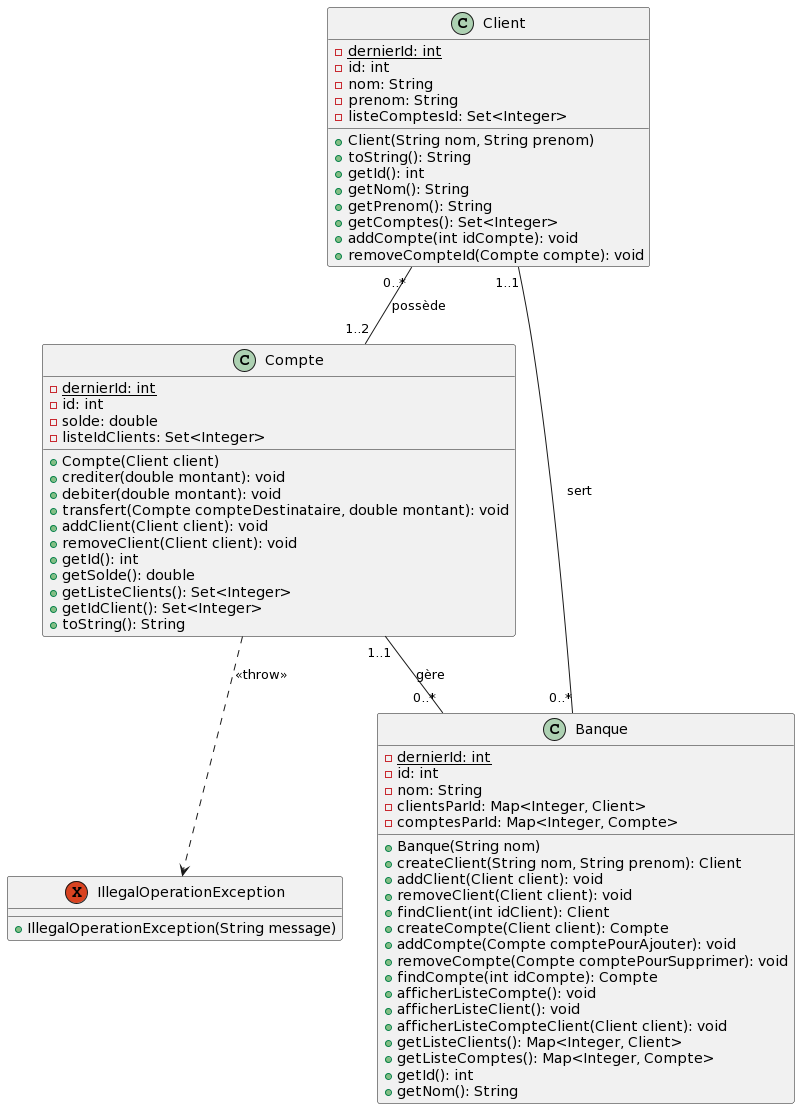 C Client
dernierId: int
id: int
nom: String
prenom: String
listeComptesId: Set<Integer>
Client(String nom, String prenom)
toString(): String
getId(): int
getNom(): String
getPrenom(): String
getComptes(): Set<Integer>
addCompte(int idCompte): void
removeCompteId(Compte compte): void
0..*
1..1
possède
1..2
C Compte
dernierId: int
id: int
solde: double
listeIdClients: Set<Integer>
Compte(Client client)
crediter(double montant): void
debiter(double montant): void
transfert(Compte compteDestinataire, double montant): void
addClient(Client client): void
removeClient(Client client): void
getId(): int
getSolde(): double
getListeClients(): Set<Integer>
getIdClient(): Set<Integer>
toString(): String
sert
1..1
«throw»
gère
0..*
0..*
C Banque
dernierId: int
id: int
nom: String
clientsParId: Map<Integer, Client>
comptesParId: Map<Integer, Compte>
Banque(String nom)
createClient(String nom, String prenom): Client
addClient(Client client): void
removeClient(Client client): void
findClient(int idClient): Client
createCompte(Client client): Compte
addCompte(Compte comptePourAjouter): void
removeCompte(Compte comptePourSupprimer): void
findCompte(int idCompte): Compte
afficherListeCompte(): void
afficherListeClient(): void
afficherListeCompteClient(Client client): void
getListeClients(): Map<Integer, Client>
getListeComptes(): Map<Integer, Compte>
getId(): int
getNom(): String
X IllegalOperationException
IllegalOperationException(String message)